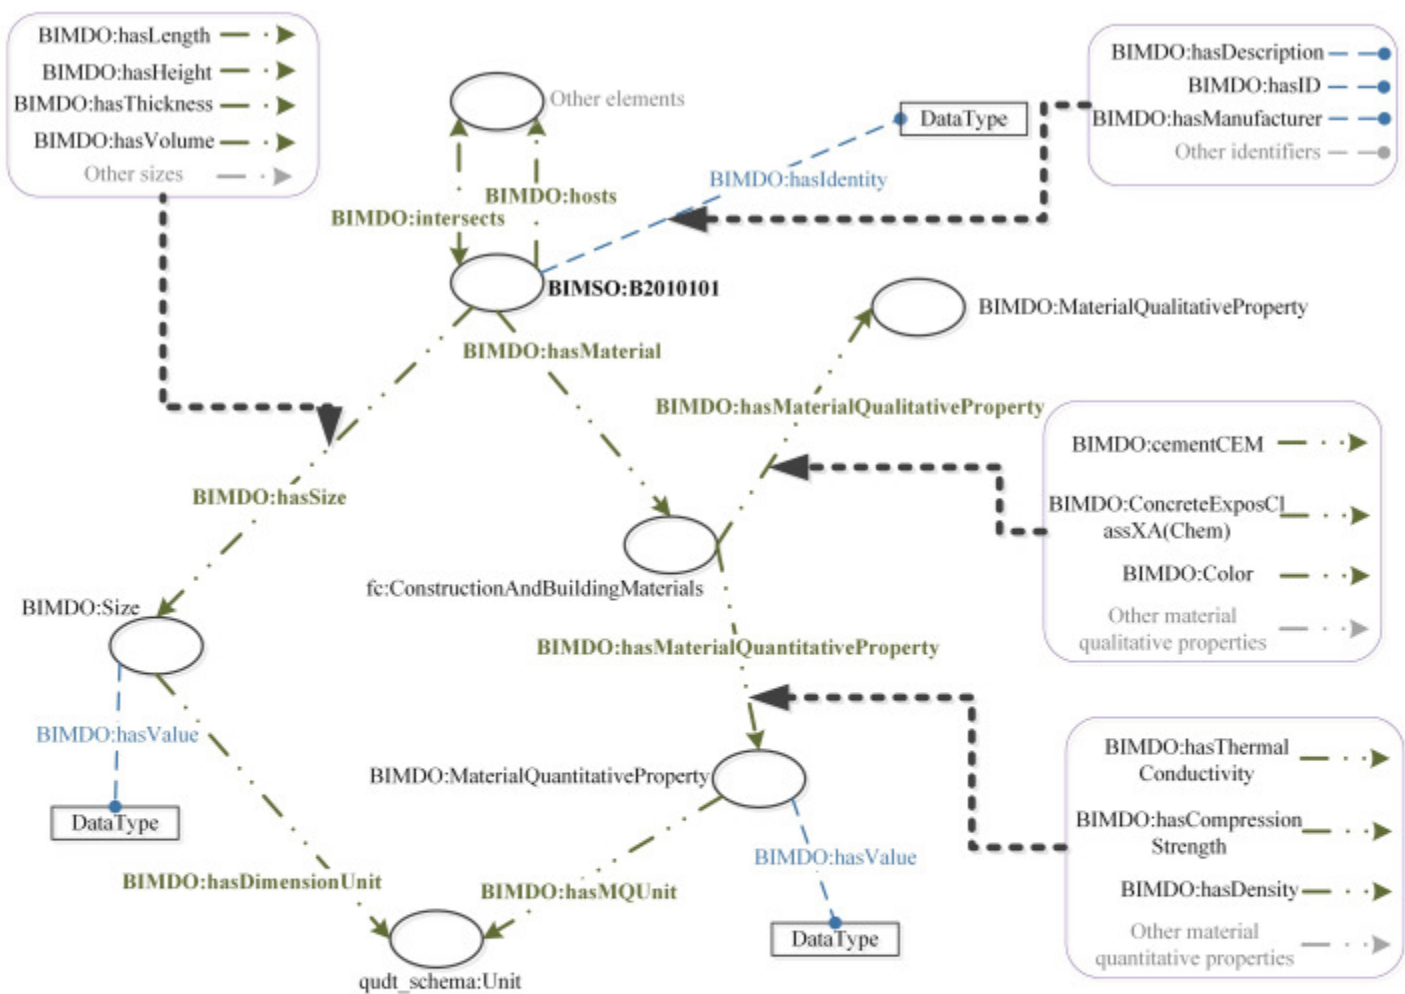 BIMDO:hasLength
BIMDO:hasHeight
BIMDO:hasThickness
BIMDO:hasVolume
Other sizes
Other elements
BIMDO:hosts
BIMDO:intersects
BIMDO:hasIdentity
DataType
BIMDO:hasDescription
BIMDO:hasID
BIMDO:hasManufacturer
Other identifiers
BIMSO:B2010101
BIMDO:hasMaterial
BIMDO:MaterialQualitativeProperty
BIMDO:hasMaterialQualitativeProperty
BIMDO:cementCEM
BIMDO:ConcreteExposCl
assXA(Chem)
BIMDO:Color
Other material
qualitative properties
BIMDO:hasSize
fc:ConstructionAndBuildingMaterials
BIMDO:Size
BIMDO:hasMaterialQuantitativeProperty
BIMDO:hasValue
DataType
BIMDO:MaterialQuantitativeProperty
BIMDO:hasThermal
Conductivity
BIMDO:hasCompression
Strength
BIMDO:hasDensity
Other material
quantitative properties
BIMDO:hasValue
BIMDO:hasDimensionUnit
BIMDO:hasMQUnit
DataType
qudt_schema:Unit